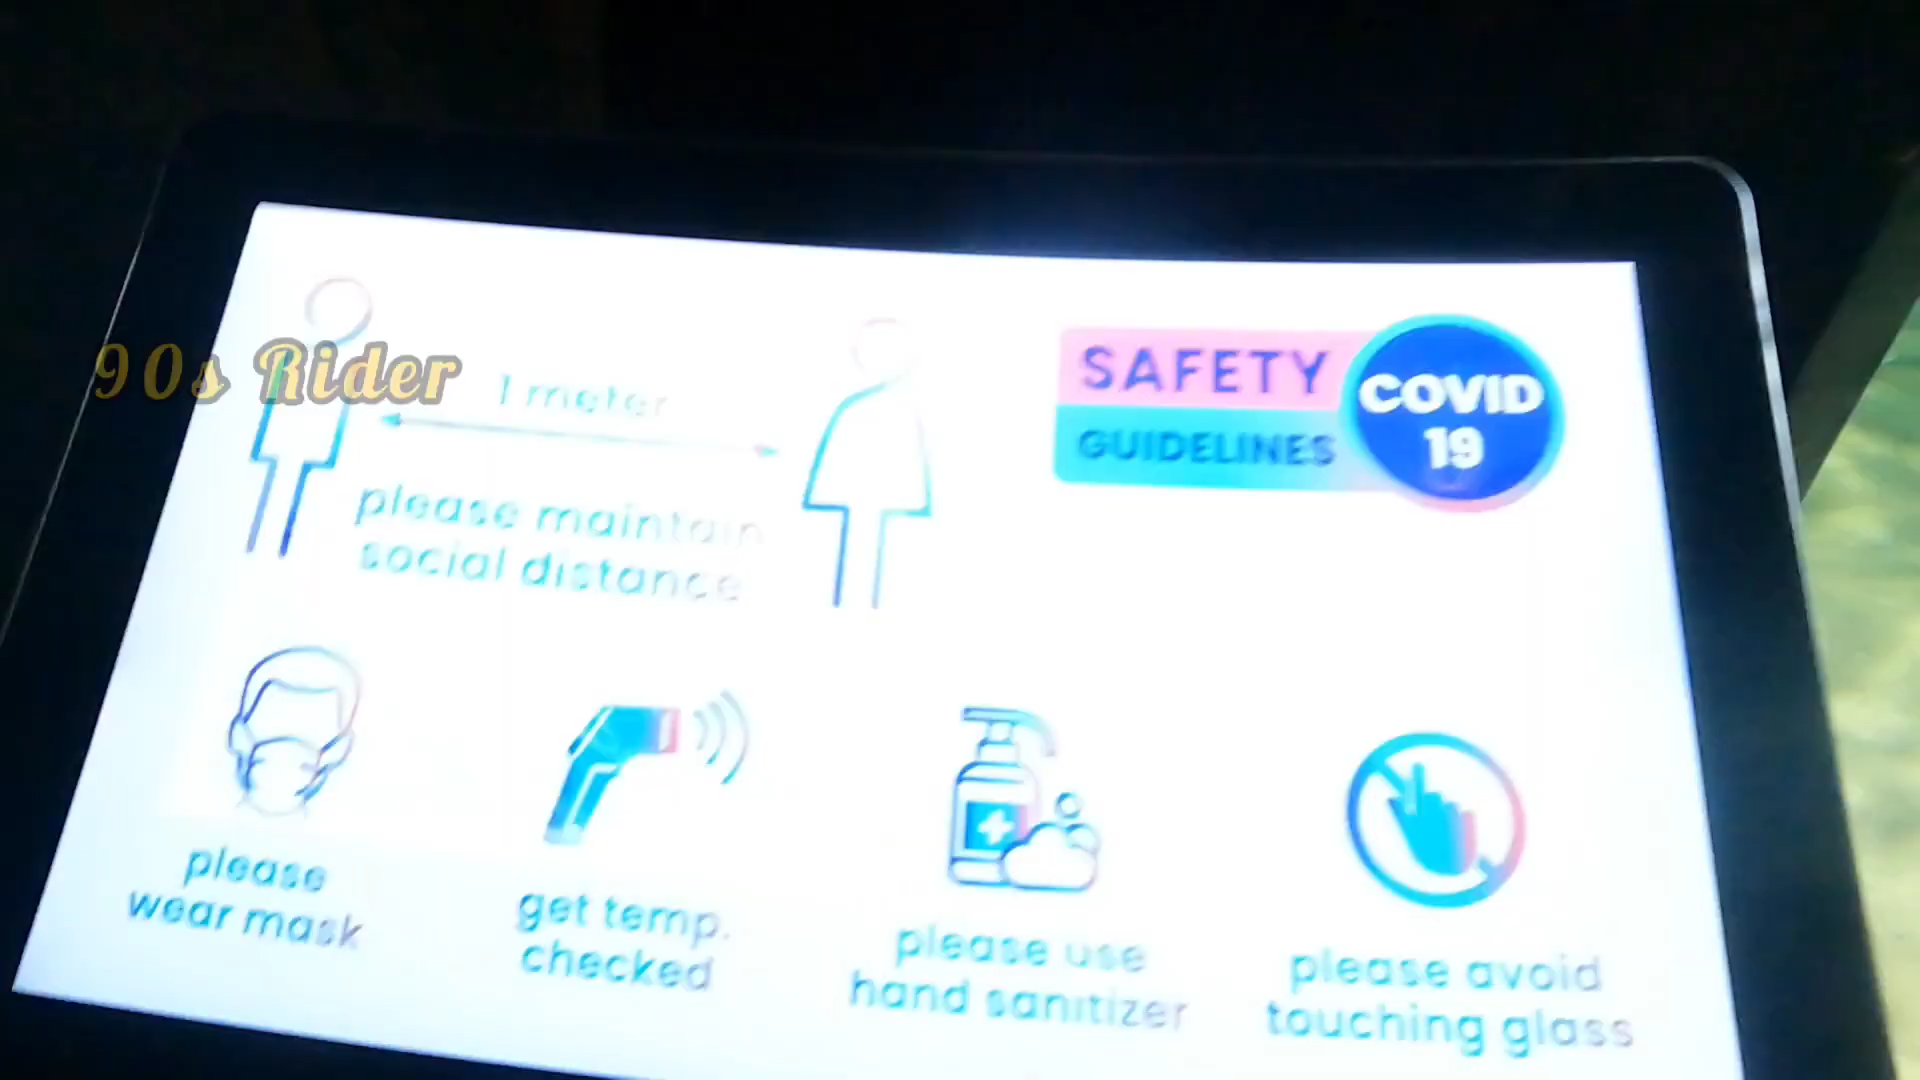 90s Rider
1 meter
please maintain
social distance
SAFETY
GUIDELINES
COVID
19
please
wear mask
get temp.
checked
please use
hand sanitizer
please avoid
touching glass